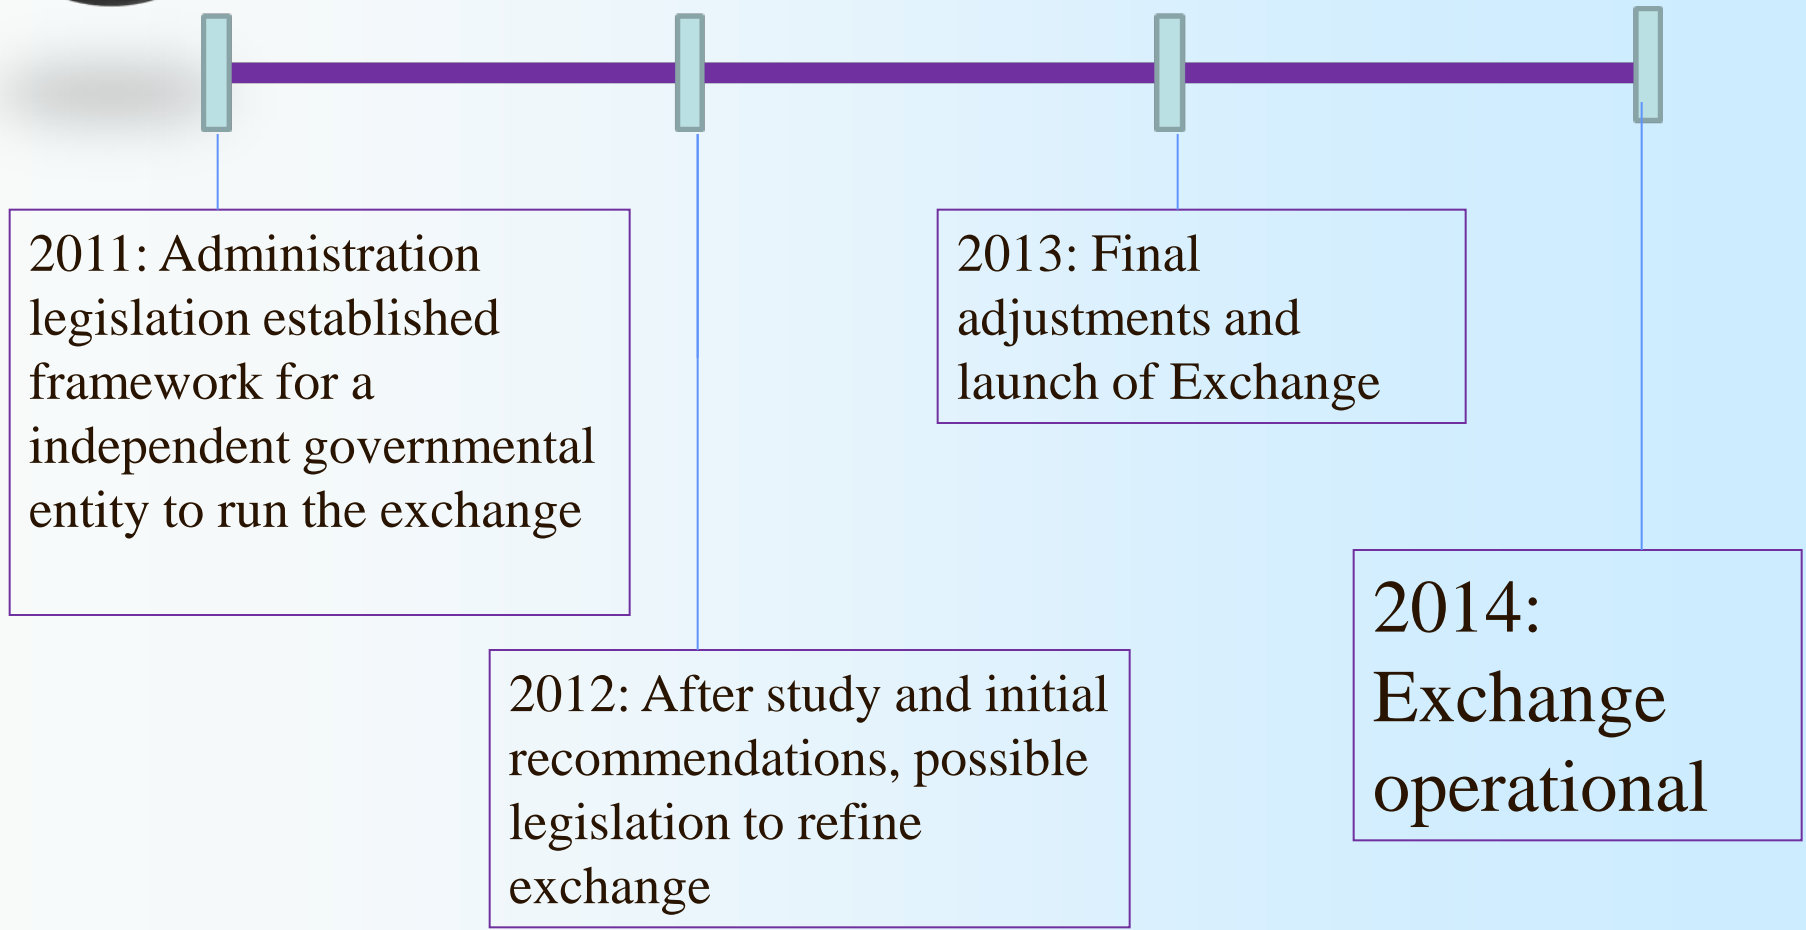 2011: Administration
legislation established
framework for a
independent governmental
entity to run the exchange
2012: After study and initial
recommendations, possible
legislation to refine
exchange
2013: Final
adjustments and
launch of Exchange
2014:
Exchange
operational